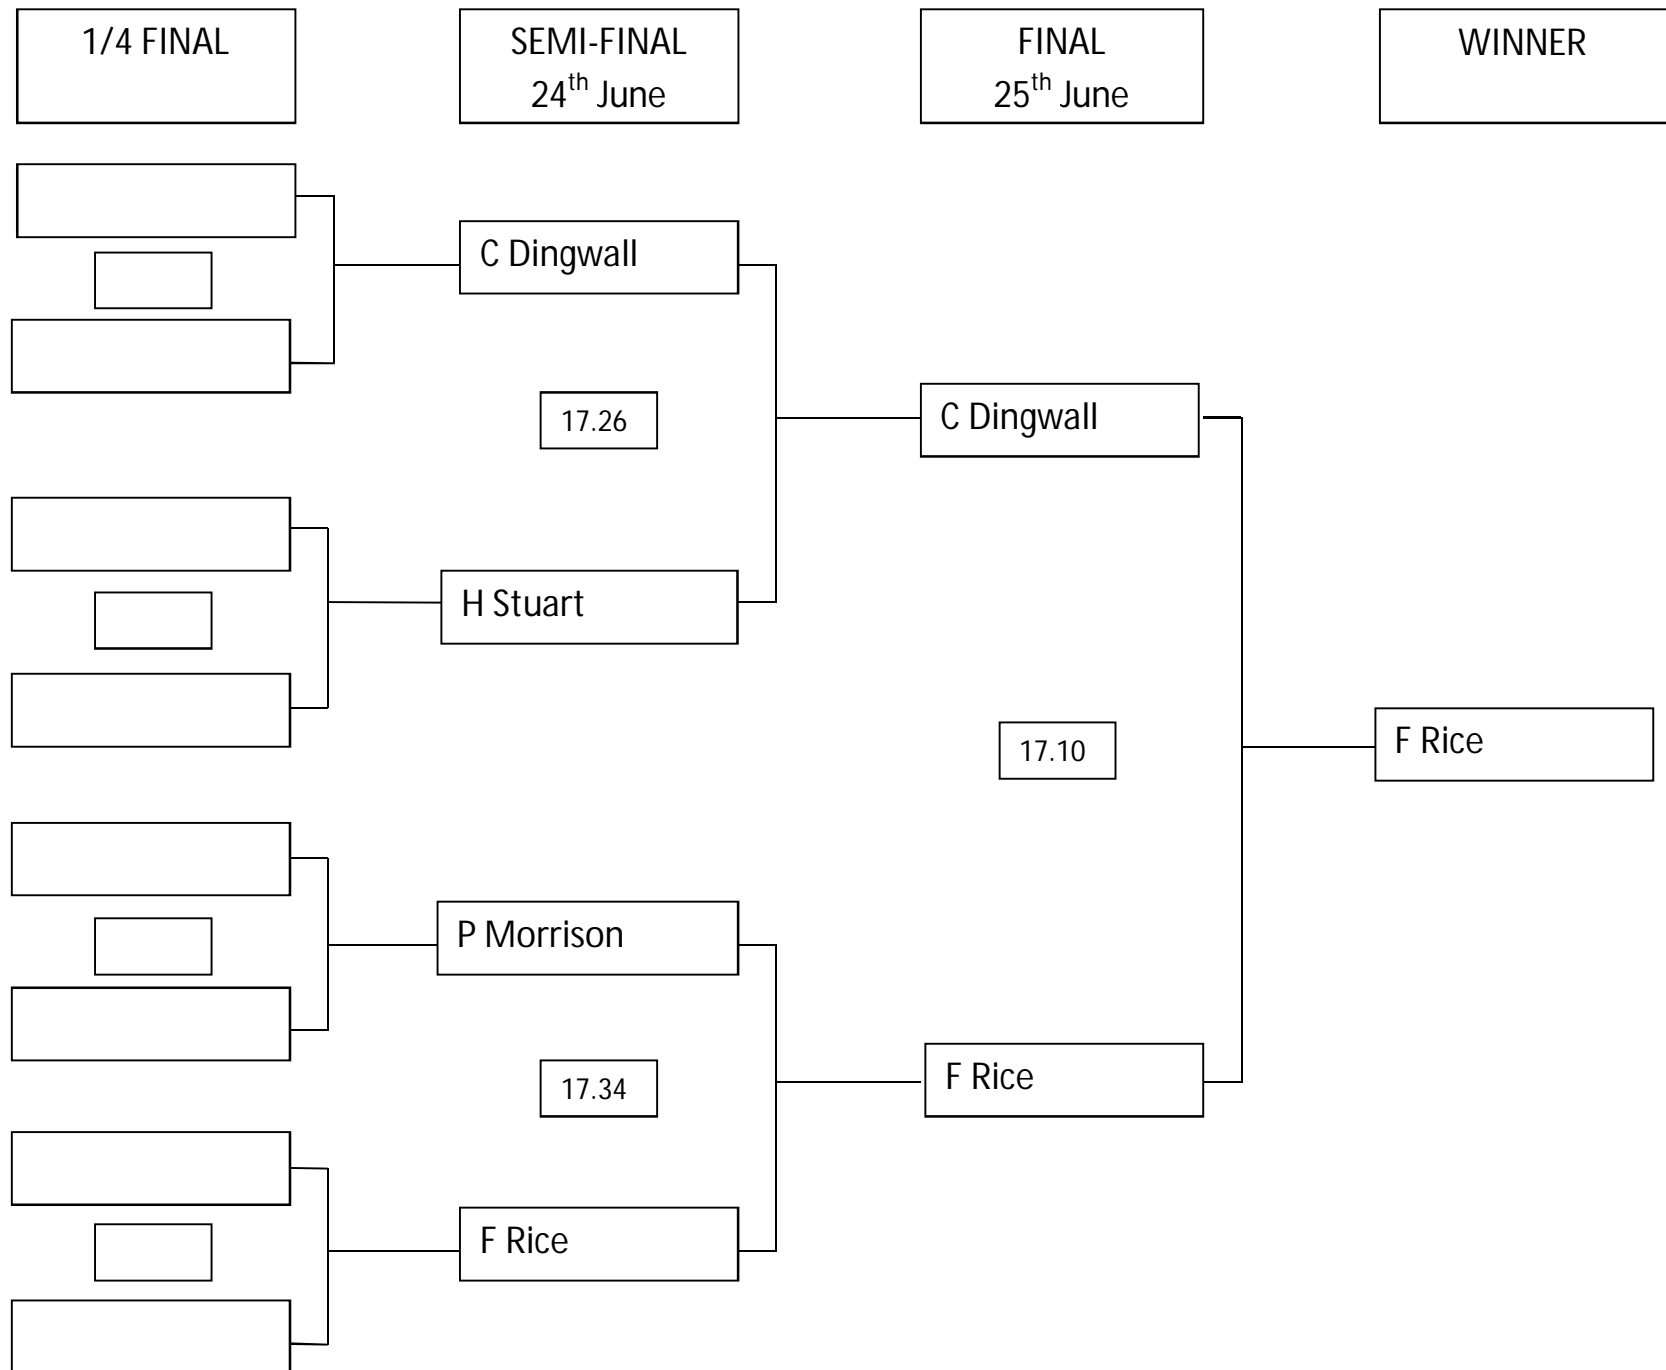 1/4 FINAL
SEMI-FINAL
24th June
FINAL
25th June
WINNER
C Dingwall
17.26
C Dingwall
H Stuart
17.10
F Rice
P Morrison
17.34
F Rice
F Rice